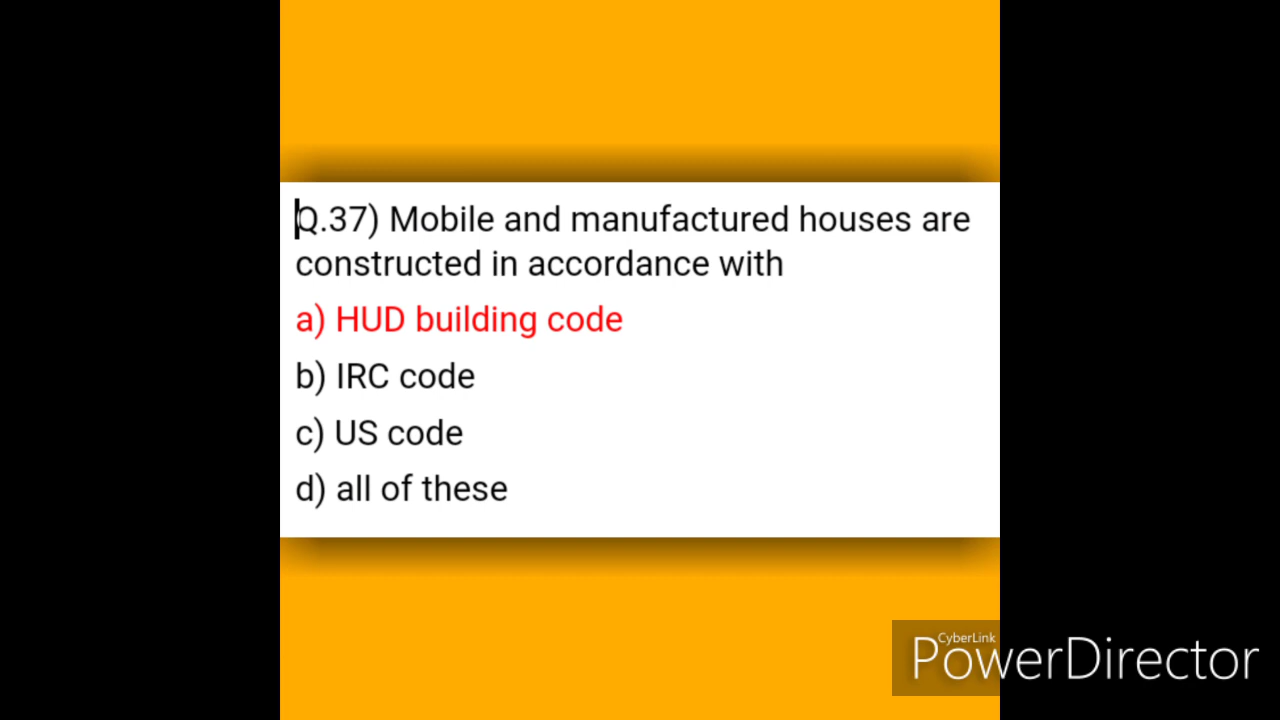 Q.37) Mobile and manufactured houses are
constructed in accordance with
a) HUD building code
b) IRC code
c) US code
d) all of these
CyberLink
PowerDirector